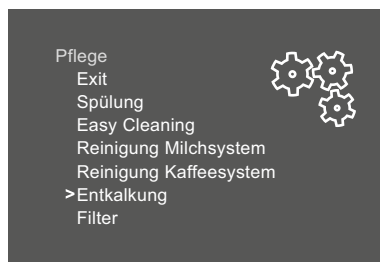 Pflege
Exit
Spülung
Easy Cleaning
Reinigung Milchsystem
Reinigung Kaffeesystem
>Entkalkung
Filter